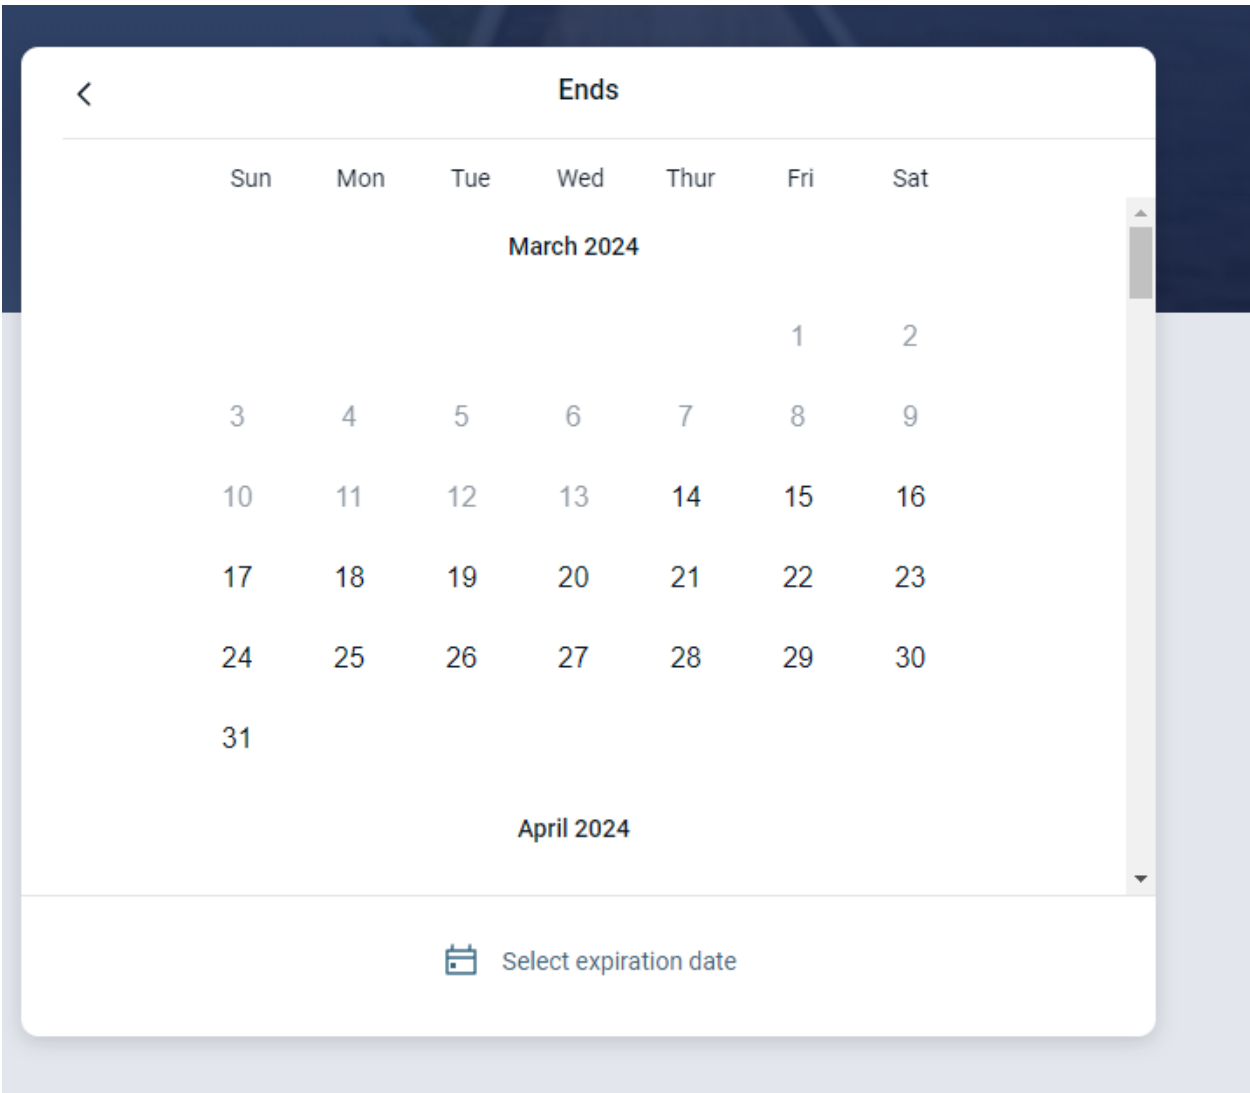 Ends
Sun Mon Tue Wed Thur Fri Sat
March 2024
1 2
3 4 5 6 7 8 9
10 11 12 13 14 15 16
17 18 19 20 21 22 23
24 25 26 27 28 29 30
31
April 2024
Select expiration date